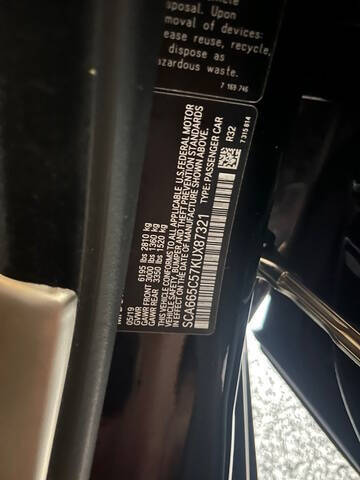 sposal. Upon
moval of devices:
ease reuse, recycle,
dispose as
azardous waste.
7 169 746
05/19
GVWR 6195 lbs 2810 kg
GAWR FRONT 3000 lbs 1360 kg
GAWR REAR 3350 lbs 1520 kg
THIS VEHICLE CONFORMS TO ALL APPLICABLE U.S.FEDERAL MOTOR
VEHICLE SAFETY, BUMPER AND THEFT PREVENTION STANDARDS
IN EFFECT ON THE DATE OF MANUFACTURE SHOWN ABOVE.
SCA665C57KUX87321 TYPE: PASSENGER CAR
R32
7315 814